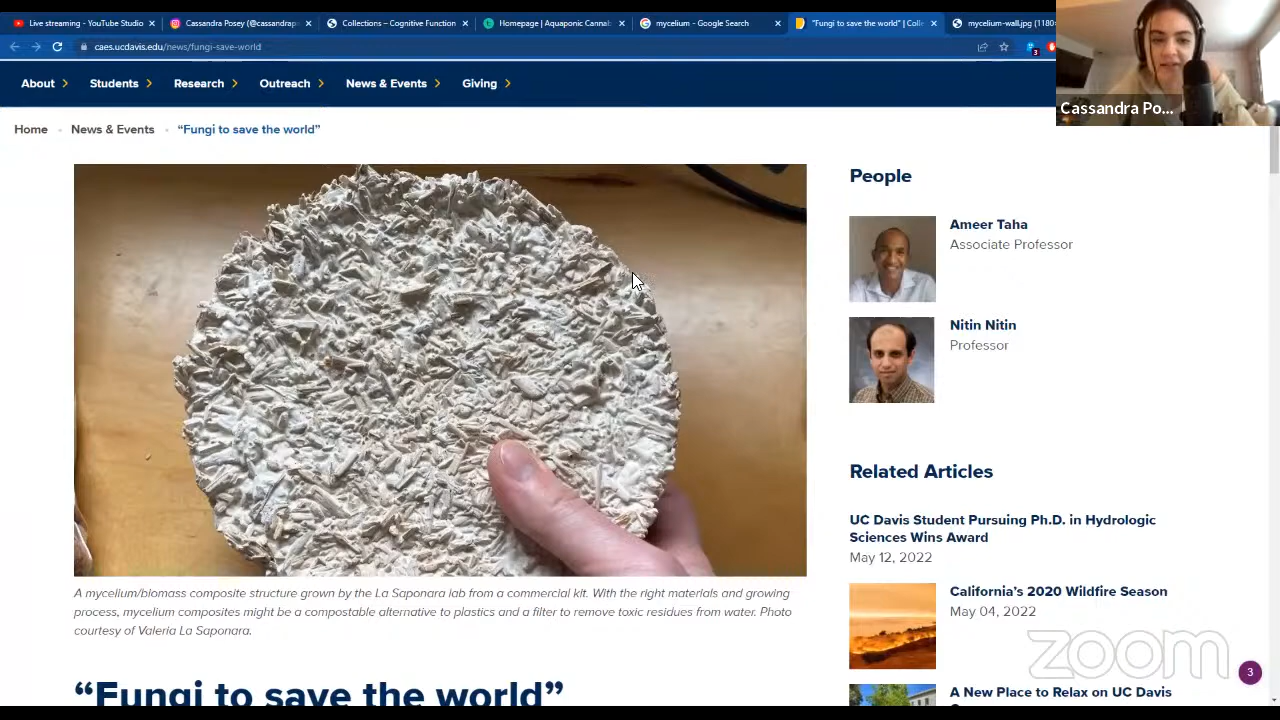 Live streaming - YouTube Studio
Cassandra Posey (@cassandrap
Collections – Cognitive Function
Homepage | Aquaponic Cannab
mycelium - Google Search
"Fungi to save the world" | Coll
mycelium-wall.jpg (1180×
caes.ucdavis.edu/news/fungi-save-world
3
Cassandra Po...
About
Students
Research
Outreach
News & Events
Giving
Home
News & Events
“Fungi to save the world”
People
Ameer Taha
Associate Professor
Nitin Nitin
Professor
Related Articles
UC Davis Student Pursuing Ph.D. in Hydrologic
Sciences Wins Award
May 12, 2022
California’s 2020 Wildfire Season
May 04, 2022
A New Place to Relax on UC Davis
A mycelium/biomass composite structure grown by the La Saponara lab from a commercial kit. With the right materials and growing
process, mycelium composites might be a compostable alternative to plastics and a filter to remove toxic residues from water. Photo
courtesy of Valeria La Saponara.
“Fungi to save the world”
zoom
3